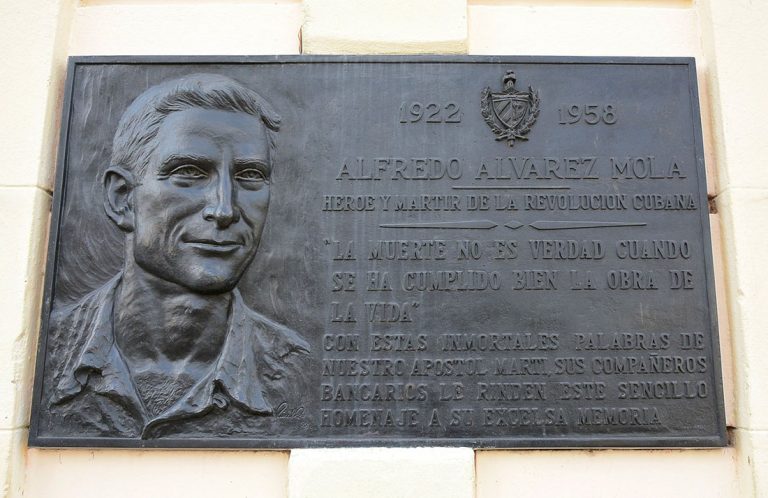 1922 1958
ALFREDO ALVAREZ MOLA
HEROE Y MARTIR DE LA REVOLUCION CUBANA
"LA MUERTE NO ES VERDAD CUANDO
SE HA CUMPLIDO BIEN LA OBRA DE
LA VIDA"
CON ESTAS INMORTALES PALABRAS DE
NUESTRO APOSTOL MARTI, SUS COMPAÑEROS
BANCARIOS LE RINDEN ESTE SENCILLO
HOMENAJE A SU EXCELSA MEMORIA